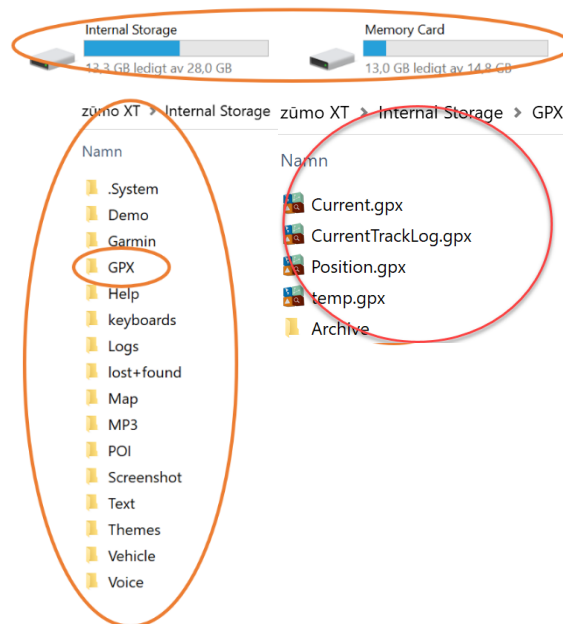 Internal Storage
13,3 GB ledigt av 28,0 GB
Memory Card
13,0 GB ledigt av 14,8 GB
zūmo XT > Internal Storage
Namn
.System
Demo
Garmin
GPX
Help
keyboards
Logs
lost+found
Map
MP3
POI
Screenshot
Text
Themes
Vehicle
Voice
zūmo XT > Internal Storage > GPX
Namn
Current.gpx
CurrentTrackLog.gpx
Position.gpx
temp.gpx
Archive